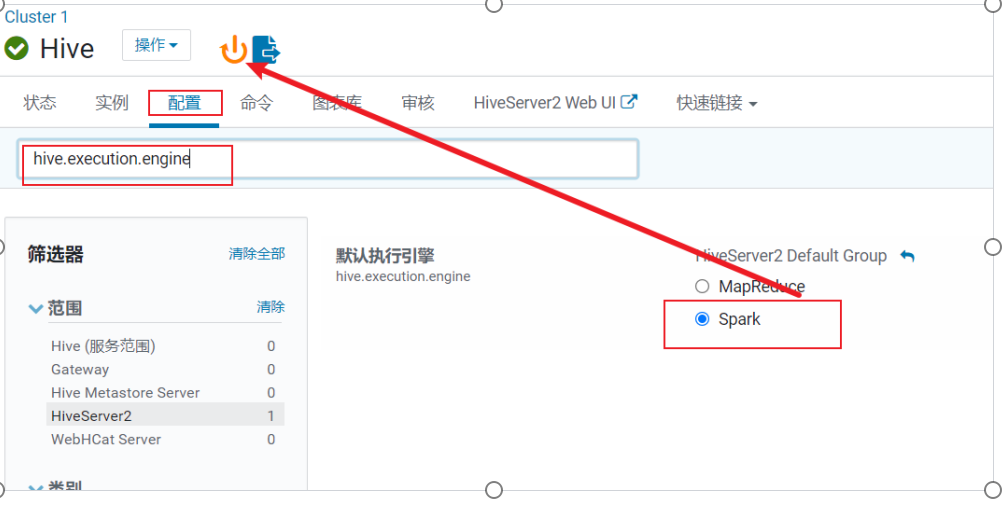 Cluster 1
Hive 操作
状态 实例 配置 命令 图表库 审核 HiveServer2 Web UI 快速链接
hive.execution.engine
筛选器 清除全部
范围 清除
Hive (服务范围) 0
Gateway 0
Hive Metastore Server 0
HiveServer2 1
WebHCat Server 0
类别
默认执行引擎
hive.execution.engine
HiveServer2 Default Group
MapReduce
Spark